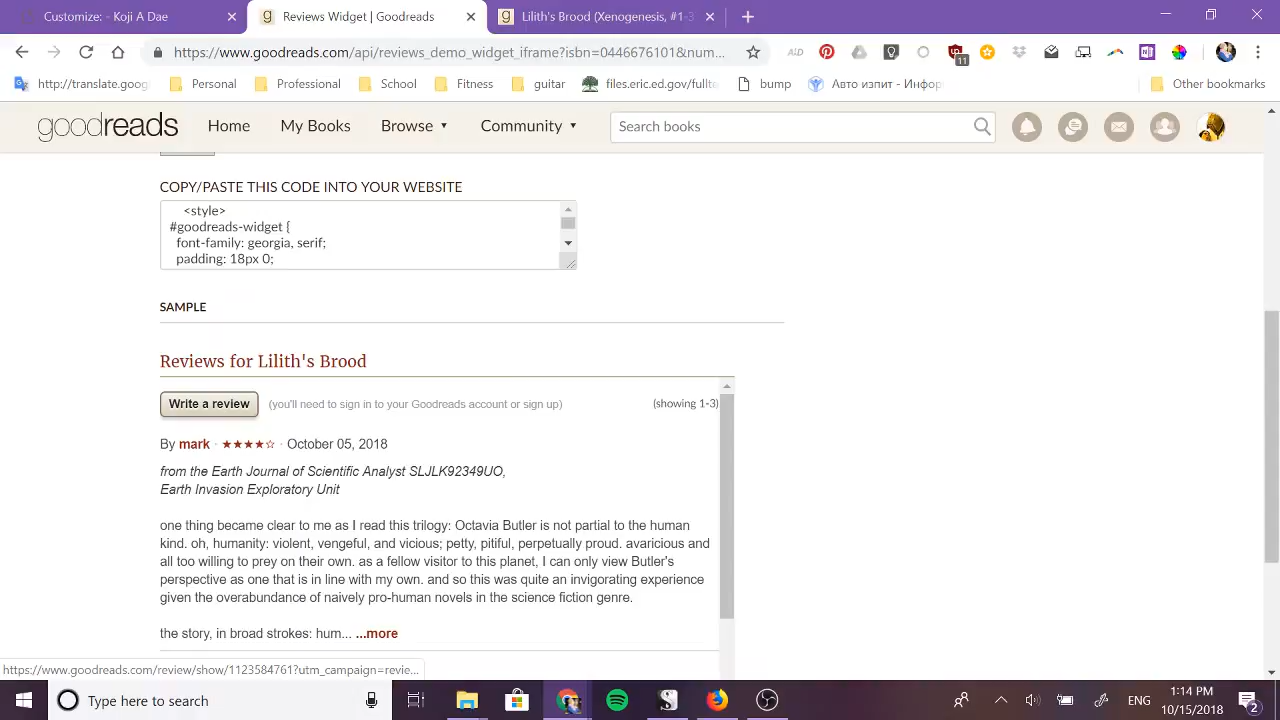 Customize: - Koji A Dae
Reviews Widget | Goodreads
Lilith's Brood (Xenogenesis, #1-3
https://www.goodreads.com/api/reviews_demo_widget_iframe?isbn=0446676101&num...
11
http://translate.goog
Personal
Professional
School
Fitness
guitar
files.eric.ed.gov/fullte
bump
Авто изпит - Инфор
Other bookmarks
goodreads
Home
My Books
Browse ▼
Community ▼
Search books
COPY/PASTE THIS CODE INTO YOUR WEBSITE
<style>
#goodreads-widget {
font-family: georgia, serif;
padding: 18px 0;
SAMPLE
Reviews for Lilith's Brood
Write a review (you'll need to sign in to your Goodreads account or sign up) (showing 1-3)
By mark · ★★★★☆ · October 05, 2018
from the Earth Journal of Scientific Analyst SLJLK92349UO,
Earth Invasion Exploratory Unit
one thing became clear to me as I read this trilogy: Octavia Butler is not partial to the human
kind. oh, humanity: violent, vengeful, and vicious; petty, pitiful, perpetually proud. avaricious and
all too willing to prey on their own. as a fellow visitor to this planet, I can only view Butler's
perspective as one that is in line with my own. and so this was quite an invigorating experience
given the overabundance of naively pro-human novels in the science fiction genre.
the story, in broad strokes: hum... ...more
https://www.goodreads.com/review/show/1123584761?utm_campaign=revie...
Type here to search
ENG
1:14 PM
10/15/2018
2